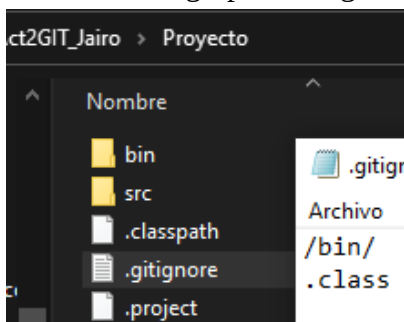 ct2GIT_Jairo > Proyecto
Nombre
bin
src
.classpath
.gitignore
.project
.gitigr
Archivo
/bin/
.class